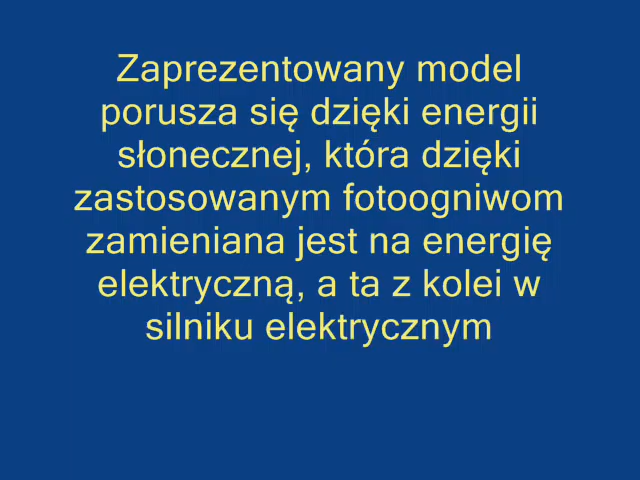 Zaprezentowany model
porusza się dzięki energii
słonecznej, która dzięki
zastosowanym fotoogniwom
zamieniana jest na energię
elektryczną, a ta z kolei w
silniku elektrycznym